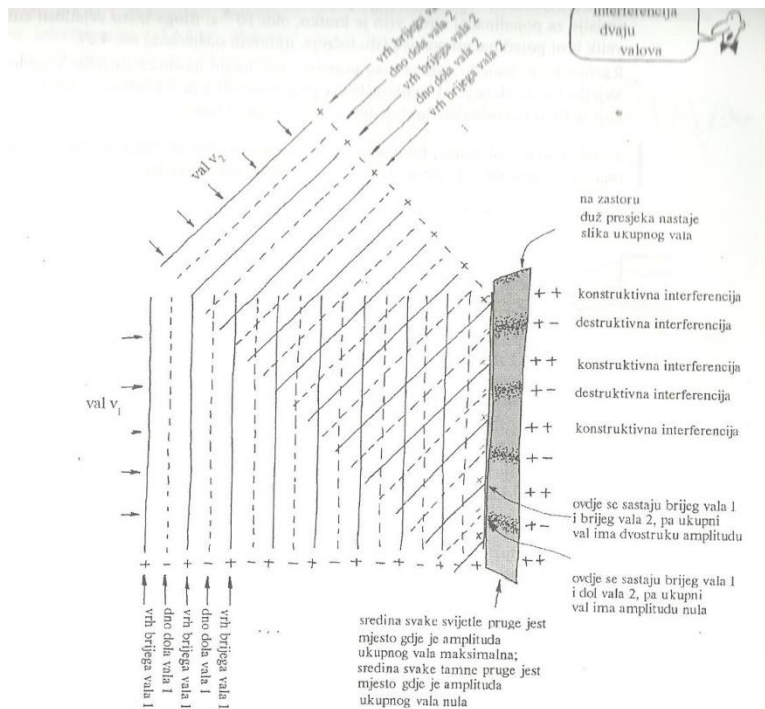 interferencija
dvaju
valova
vrh brijega vala 2
dno dola vala 2
vrh brijega vala 2
dno dola vala 2
vrh brijega vala 2
val v2
na zastoru
duž presjeka nastaje
slika ukupnog vala
+ + konstruktivna interferencija
+ − destruktivna interferencija
+ + konstruktivna interferencija
+ − destruktivna interferencija
+ + konstruktivna interferencija
+ −
+ +
+ −
+ +
val v1
ovdje se sastaju brijeg vala 1
i brijeg vala 2, pa ukupni
val ima dvostruku amplitudu
ovdje se sastaju brijeg vala 1
i dol vala 2, pa ukupni
val ima amplitudu nula
+ − + − + − + − + − + − + − + −
vrh brijega vala 1
dno dola vala 1
vrh brijega vala 1
dno dola vala 1
vrh brijega vala 1
...
sredina svake svijetle pruge jest
mjesto gdje je amplituda
ukupnog vala maksimalna;
sredina svake tamne pruge jest
mjesto gdje je amplituda
ukupnog vala nula